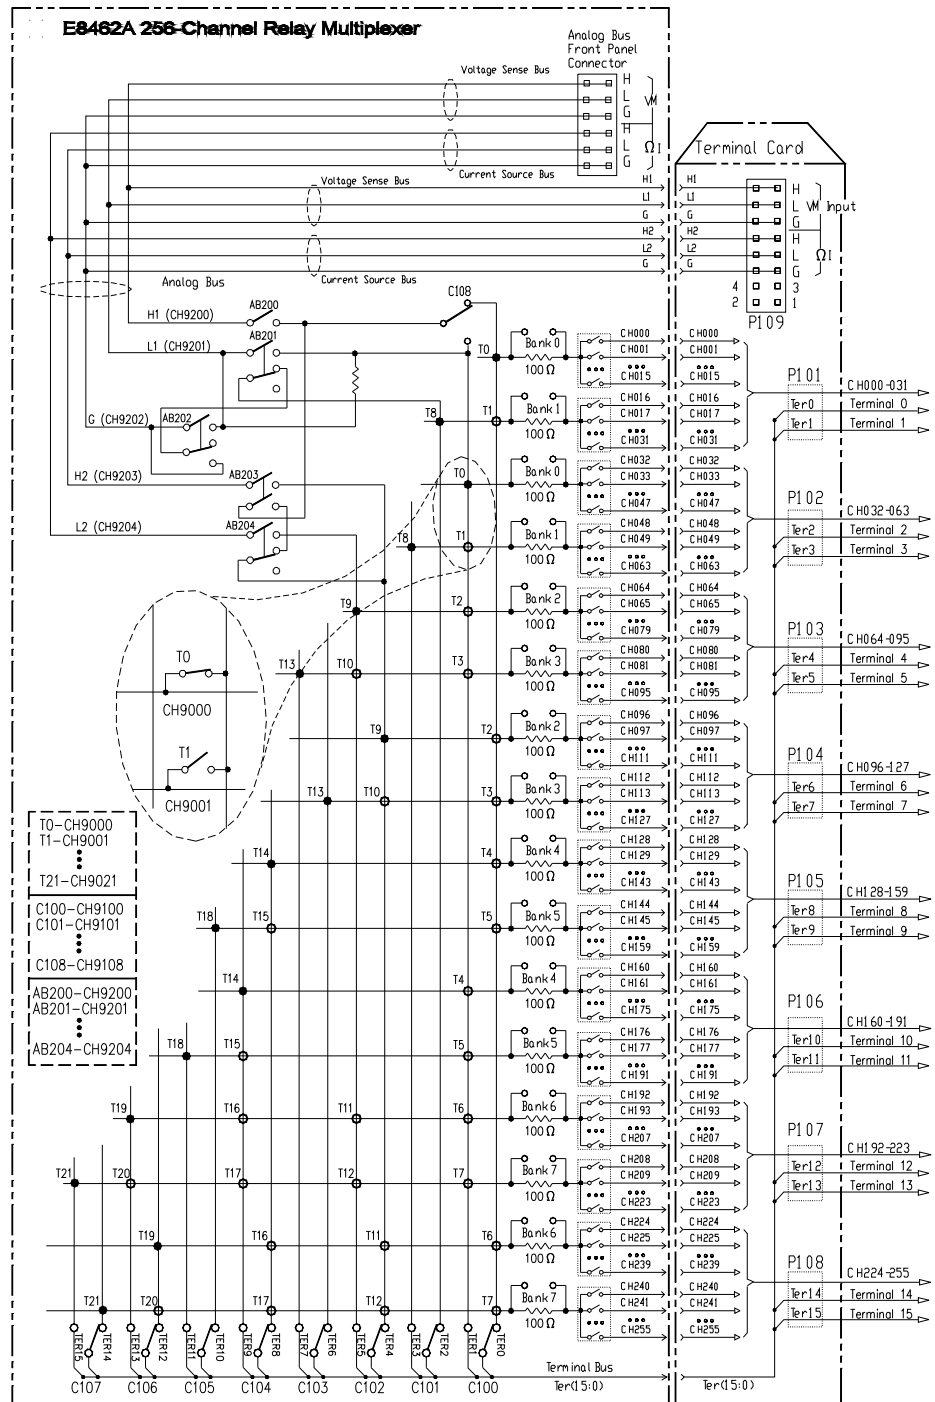 E8462A 256-Channel Relay Multiplexer
Analog Bus
Front Panel
Connector
Voltage Sense Bus
H
L
G
VM
H
L
G
ΩI
Current Source Bus
Terminal Card
Voltage Sense Bus
H1
L1
G
H2
L2
G
H1
L1
G
H2
L2
G
H
L
G
VM Input
H
L
G
ΩI
4 3
2 1
P109
Current Source Bus
Analog Bus
C108
H1 (CH9200)
AB200
L1 (CH9201)
AB201
G (CH9202)
AB202
H2 (CH9203)
AB203
L2 (CH9204)
AB204
T0 Bank 0 100Ω CH000 CH001 CH015 CH000 CH001 CH015
P101
CH000-031
Ter0 Terminal 0
Ter1 Terminal 1
T8 T1 Bank 1 100Ω CH016 CH017 CH031 CH016 CH017 CH031
T0 Bank 0 100Ω CH032 CH033 CH047 CH032 CH033 CH047
P102
CH032-063
Ter2 Terminal 2
Ter3 Terminal 3
T8 T1 Bank 1 100Ω CH048 CH049 CH063 CH048 CH049 CH063
T9 T2 Bank 2 100Ω CH064 CH065 CH079 CH064 CH065 CH079
P103
CH064-095
Ter4 Terminal 4
Ter5 Terminal 5
T13 T10 T3 Bank 3 100Ω CH080 CH081 CH095 CH080 CH081 CH095
T0
CH9000
T1
CH9001
T9 T2 Bank 2 100Ω CH096 CH097 CH111 CH096 CH097 CH111
P104
CH096-127
Ter6 Terminal 6
Ter7 Terminal 7
T13 T10 T3 Bank 3 100Ω CH112 CH113 CH127 CH112 CH113 CH127
T0-CH9000
T1-CH9001
T21-CH9021
C100-CH9100
C101-CH9101
C108-CH9108
AB200-CH9200
AB201-CH9201
AB204-CH9204
T14 T4 Bank 4 100Ω CH128 CH129 CH143 CH128 CH129 CH143
P105
CH128-159
Ter8 Terminal 8
Ter9 Terminal 9
T18 T15 T5 Bank 5 100Ω CH144 CH145 CH159 CH144 CH145 CH159
T14 T4 Bank 4 100Ω CH160 CH161 CH175 CH160 CH161 CH175
P106
CH160-191
Ter10 Terminal 10
Ter11 Terminal 11
T18 T15 T5 Bank 5 100Ω CH176 CH177 CH191 CH176 CH177 CH191
T19 T16 T11 T6 Bank 6 100Ω CH192 CH193 CH207 CH192 CH193 CH207
P107
CH192-223
Ter12 Terminal 12
Ter13 Terminal 13
T21 T20 T17 T12 T7 Bank 7 100Ω CH208 CH209 CH223 CH208 CH209 CH223
T19 T16 T11 T6 Bank 6 100Ω CH224 CH225 CH239 CH224 CH225 CH239
P108
CH224-255
Ter14 Terminal 14
Ter15 Terminal 15
T21 T20 T17 T12 T7 Bank 7 100Ω CH240 CH241 CH255 CH240 CH241 CH255
TER15 TER14 TER13 TER12 TER11 TER10 TER9 TER8 TER7 TER6 TER5 TER4 TER3 TER2 TER1 TER0
C107 C106 C105 C104 C103 C102 C101 C100
Terminal Bus
Ter(15:0) Ter(15:0)